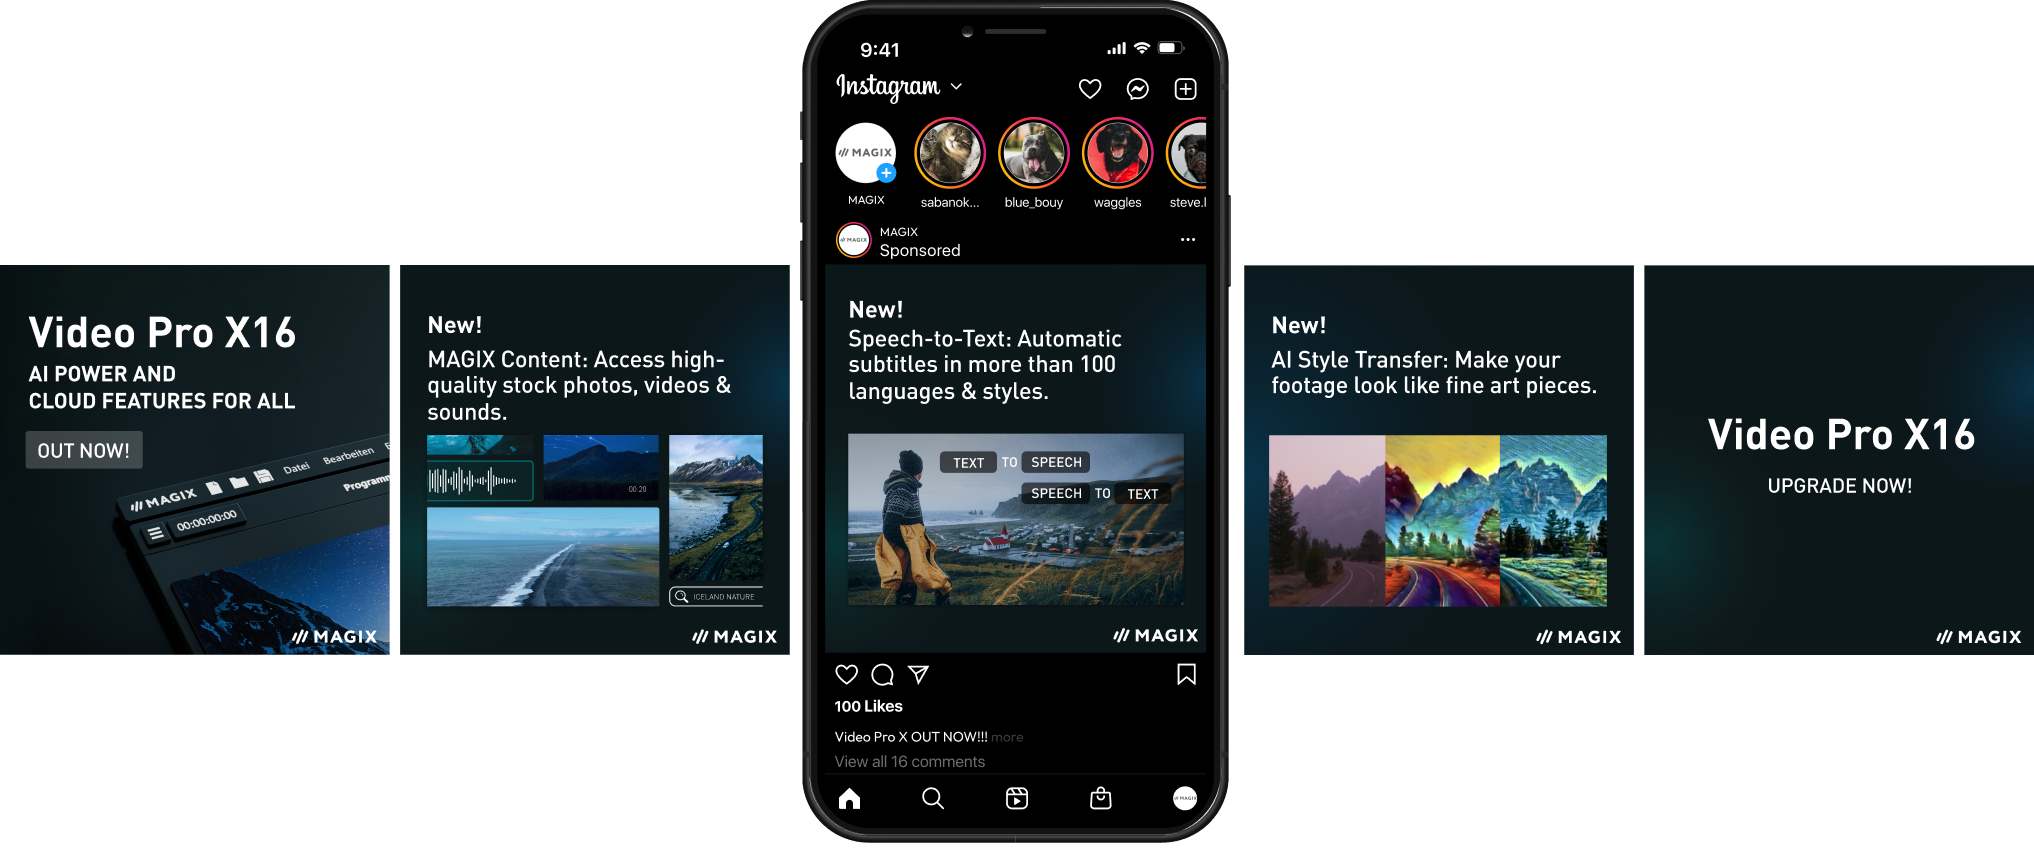 Video Pro X16
AI POWER AND
CLOUD FEATURES FOR ALL
OUT NOW!
MAGIX
Datei
Bearbeiten
00:00:00:00
MAGIX
New!
MAGIX Content: Access high-
quality stock photos, videos &
sounds.
00:20
ICELAND NATURE
MAGIX
9:41
Instagram
MAGIX
MAGIX
sabanok...
blue_bouy
waggles
MAGIX
MAGIX
Sponsored
New!
Speech-to-Text: Automatic
subtitles in more than 100
languages & styles.
TEXT TO SPEECH
SPEECH TO TEXT
MAGIX
100 Likes
Video Pro X OUT NOW!!! more
View all 16 comments
MAGIX
New!
AI Style Transfer: Make your
footage look like fine art pieces.
MAGIX
Video Pro X16
UPGRADE NOW!
MAGIX